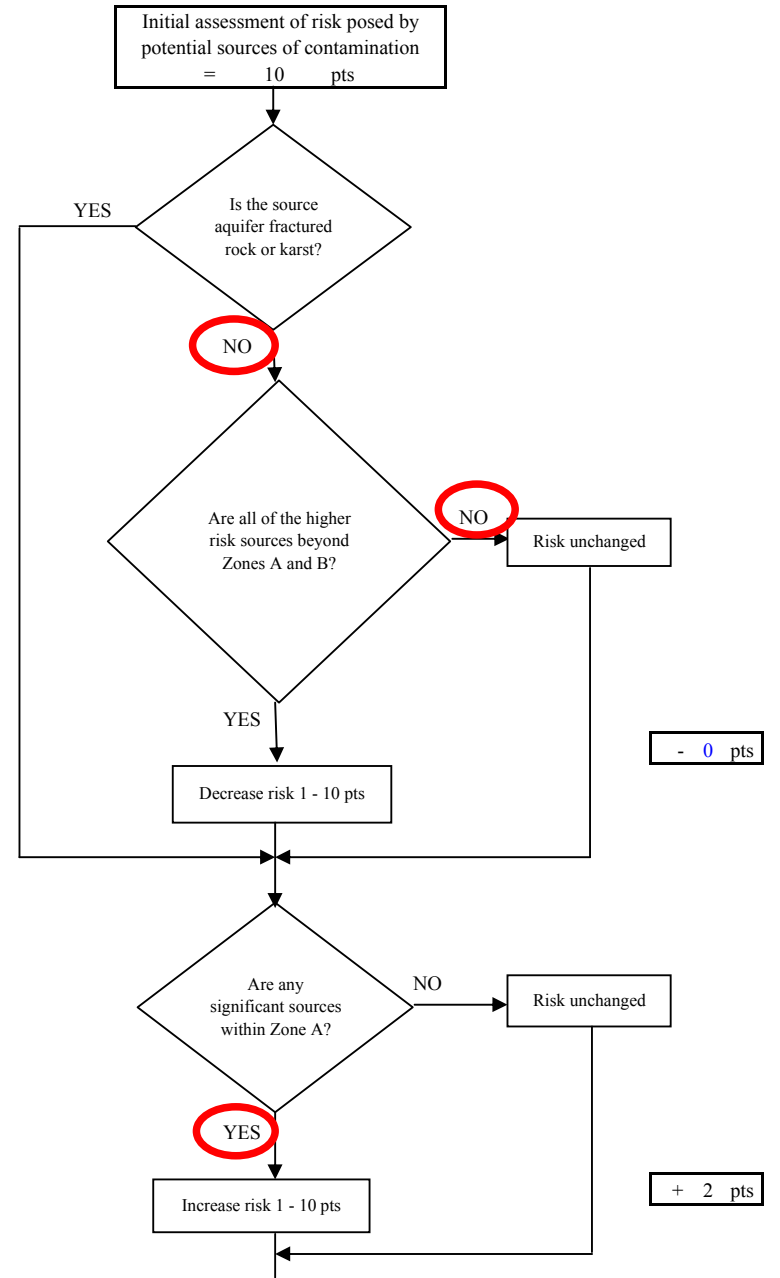 Initial assessment of risk posed by
potential sources of contamination
= 10 pts
YES
Is the source
aquifer fractured
rock or karst?
NO
Are all of the higher
risk sources beyond
Zones A and B?
NO
Risk unchanged
YES
- 0 pts
Decrease risk 1 - 10 pts
Are any
significant sources
within Zone A?
NO
Risk unchanged
YES
+ 2 pts
Increase risk 1 - 10 pts